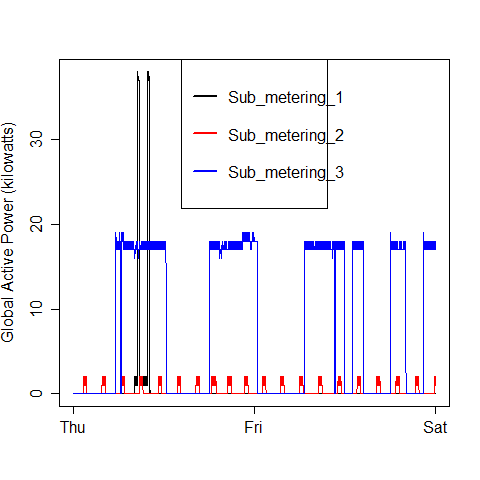 Global Active Power (kilowatts)
30
20
10
0
Sub_metering_1
Sub_metering_2
Sub_metering_3
Thu
Fri
Sat